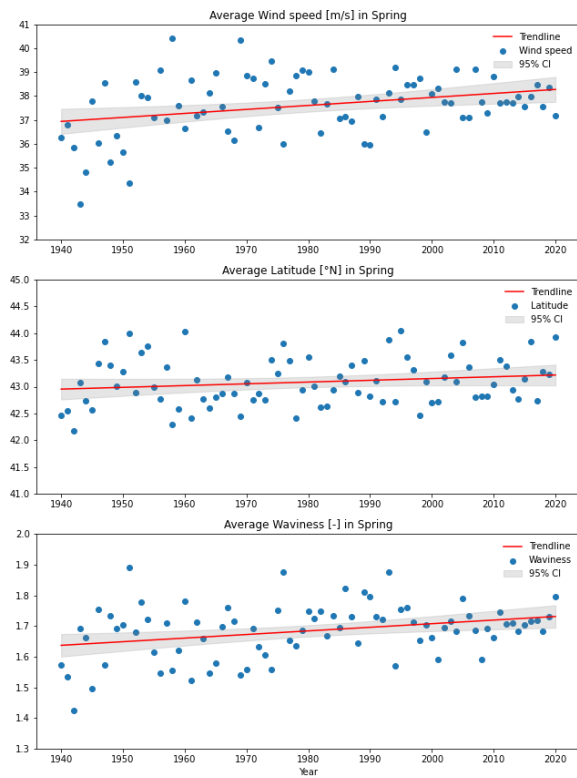 Average Wind speed [m/s] in Spring
41
40
39
38
37
36
35
34
33
32
Trendline
Wind speed
95% CI
1940 1950 1960 1970 1980 1990 2000 2010 2020
Average Latitude [°N] in Spring
45.0
44.5
44.0
43.5
43.0
42.5
42.0
41.5
41.0
Trendline
Latitude
95% CI
1940 1950 1960 1970 1980 1990 2000 2010 2020
Average Waviness [-] in Spring
2.0
1.9
1.8
1.7
1.6
1.5
1.4
1.3
Trendline
Waviness
95% CI
1940 1950 1960 1970 1980 1990 2000 2010 2020
Year